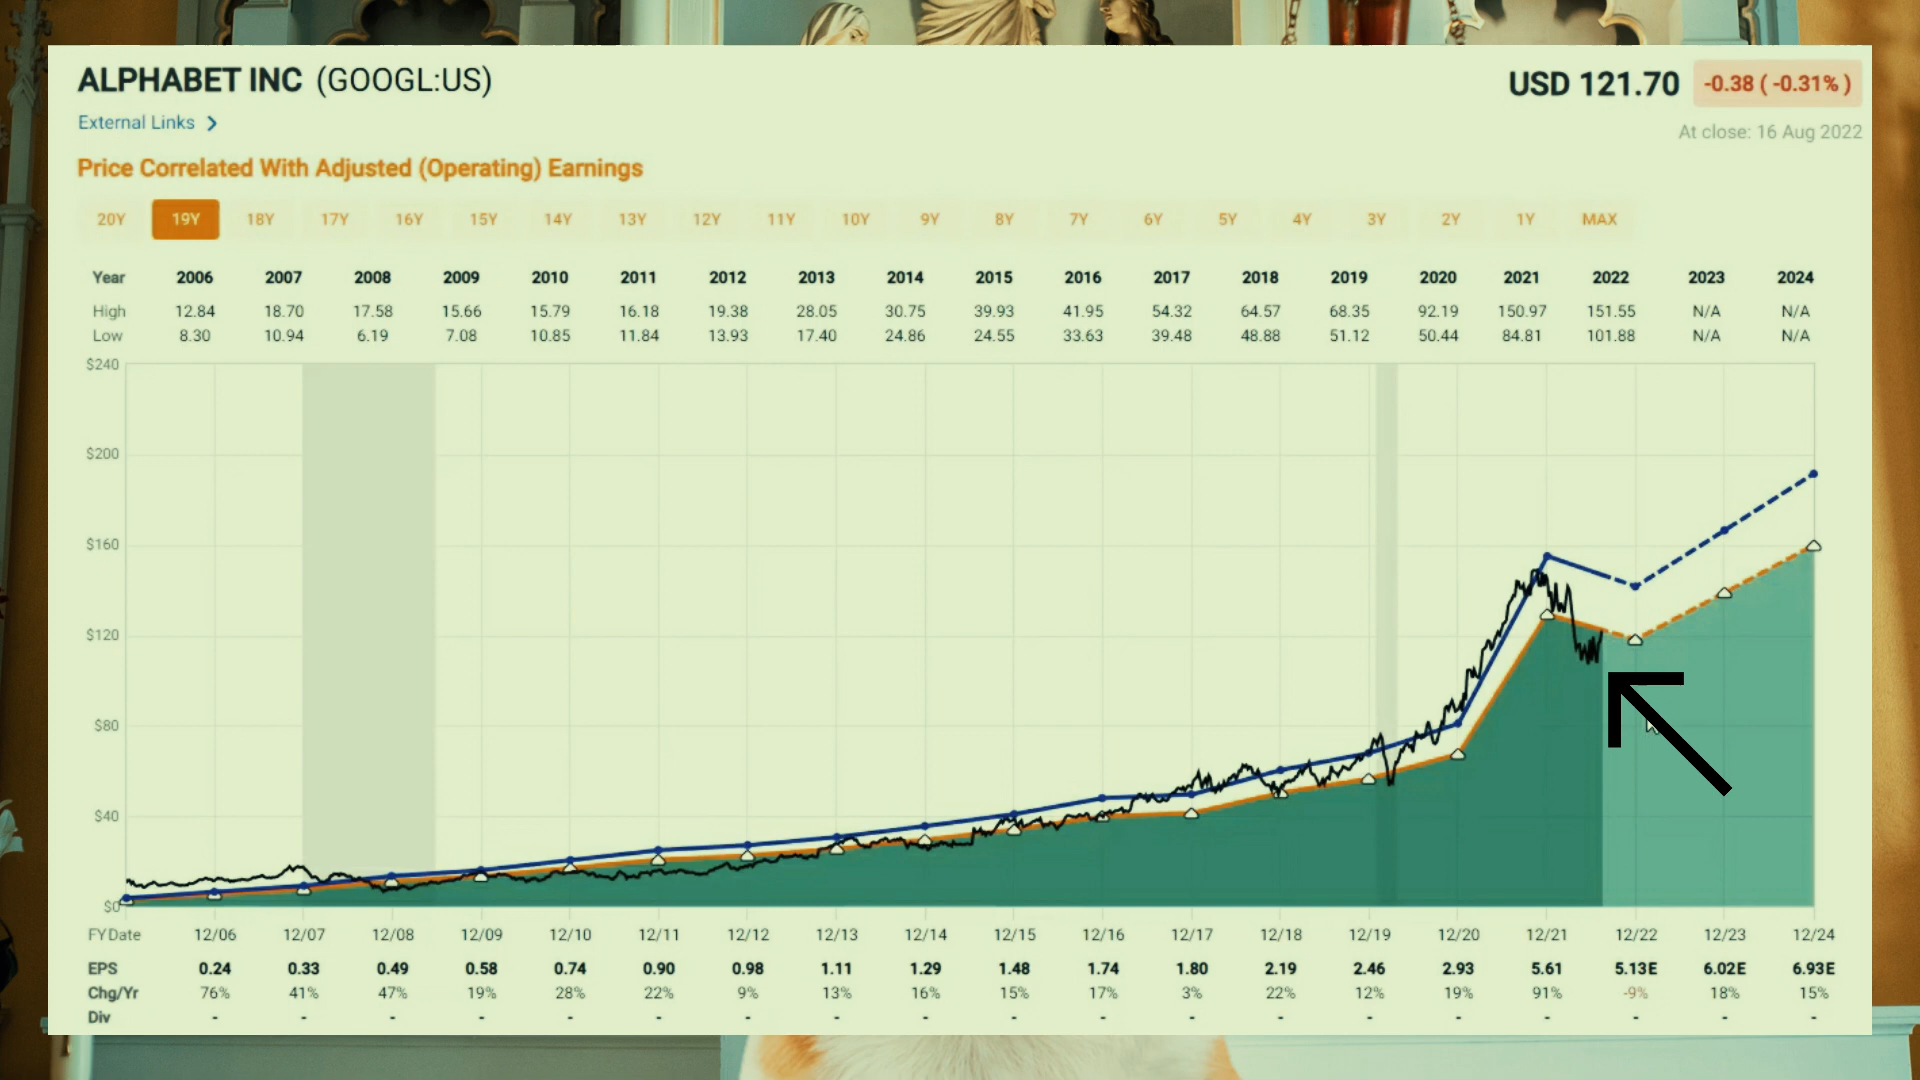 ALPHABET INC (GOOGL:US)
USD 121.70 -0.38 ( -0.31% )
External Links >
At close: 16 Aug 2022
Price Correlated With Adjusted (Operating) Earnings
20Y 19Y 18Y 17Y 16Y 15Y 14Y 13Y 12Y 11Y 10Y 9Y 8Y 7Y 6Y 5Y 4Y 3Y 2Y 1Y MAX
Year 2006 2007 2008 2009 2010 2011 2012 2013 2014 2015 2016 2017 2018 2019 2020 2021 2022 2023 2024
High 12.84 18.70 17.58 15.66 15.79 16.18 19.38 28.05 30.75 39.93 41.95 54.32 64.57 68.35 92.19 150.97 151.55 N/A N/A
Low 8.30 10.94 6.19 7.08 10.85 11.84 13.93 17.40 24.86 24.55 33.63 39.48 48.88 51.12 50.44 84.81 101.88 N/A N/A
$240
$200
$160
$120
$80
$40
$0
FY Date 12/06 12/07 12/08 12/09 12/10 12/11 12/12 12/13 12/14 12/15 12/16 12/17 12/18 12/19 12/20 12/21 12/22 12/23 12/24
EPS 0.24 0.33 0.49 0.58 0.74 0.90 0.98 1.11 1.29 1.48 1.74 1.80 2.19 2.46 2.93 5.61 5.13E 6.02E 6.93E
Chg/Yr 76% 41% 47% 19% 28% 22% 9% 13% 16% 15% 17% 3% 22% 12% 19% 91% -9% 18% 15%
Div - - - - - - - - - - - - - - - - - - -